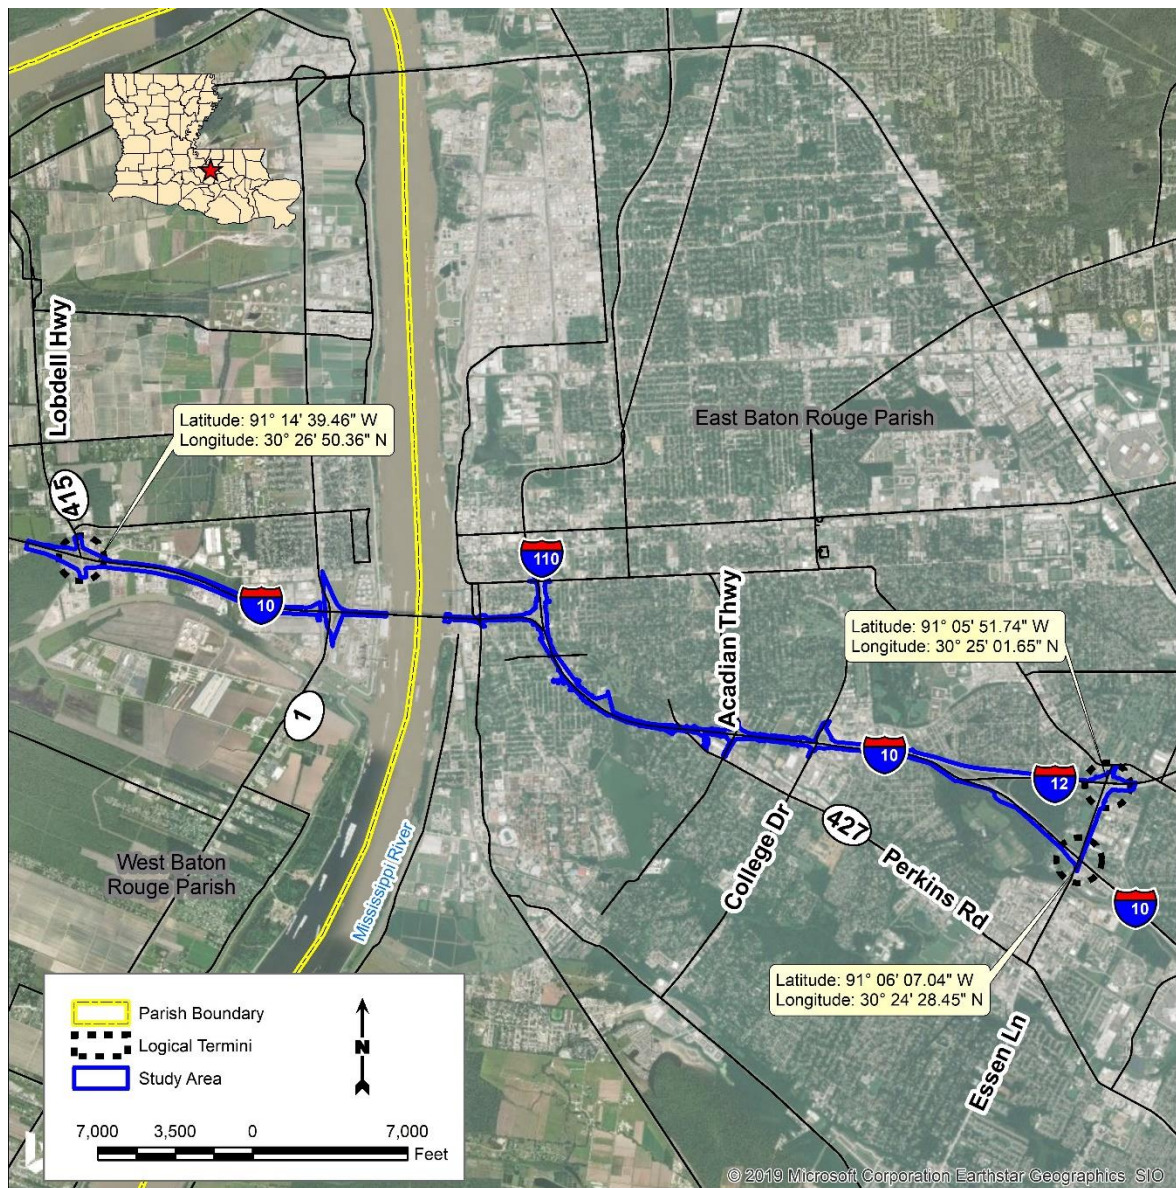 Lobdell Hwy
Latitude: 91° 14' 39.46" W
Longitude: 30° 26' 50.36" N
East Baton Rouge Parish
415
110
10
Acadian Thwy
Latitude: 91° 05' 51.74" W
Longitude: 30° 25' 01.65" N
1
10
12
College Dr
427
Perkins Rd
10
West Baton
Rouge Parish
Mississippi River
Latitude: 91° 06' 07.04" W
Longitude: 30° 24' 28.45" N
Essen Ln
Parish Boundary
Logical Termini
Study Area
N
7,000 3,500 0 7,000
Feet
© 2019 Microsoft Corporation Earthstar Geographics SIO